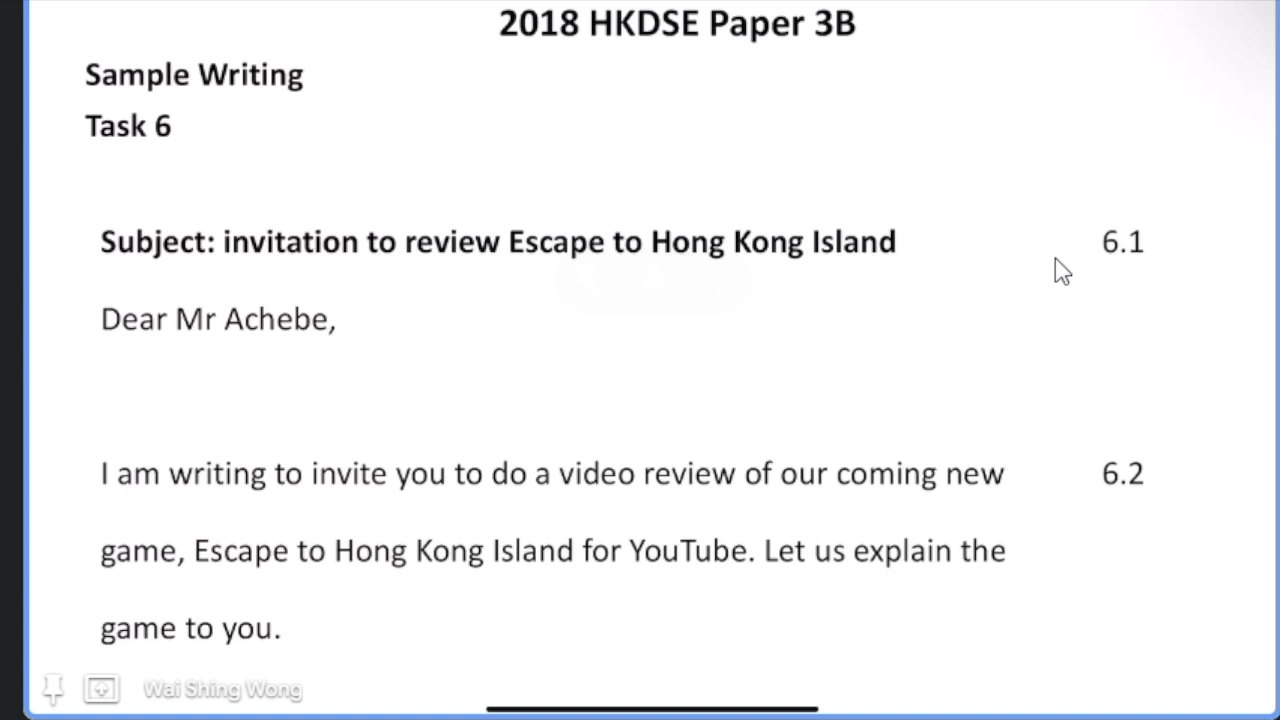 2018 HKDSE Paper 3B
Sample Writing
Task 6
Subject: invitation to review Escape to Hong Kong Island 6.1
Dear Mr Achebe,
I am writing to invite you to do a video review of our coming new 6.2
game, Escape to Hong Kong Island for YouTube. Let us explain the
game to you.
Wai Shing Wong